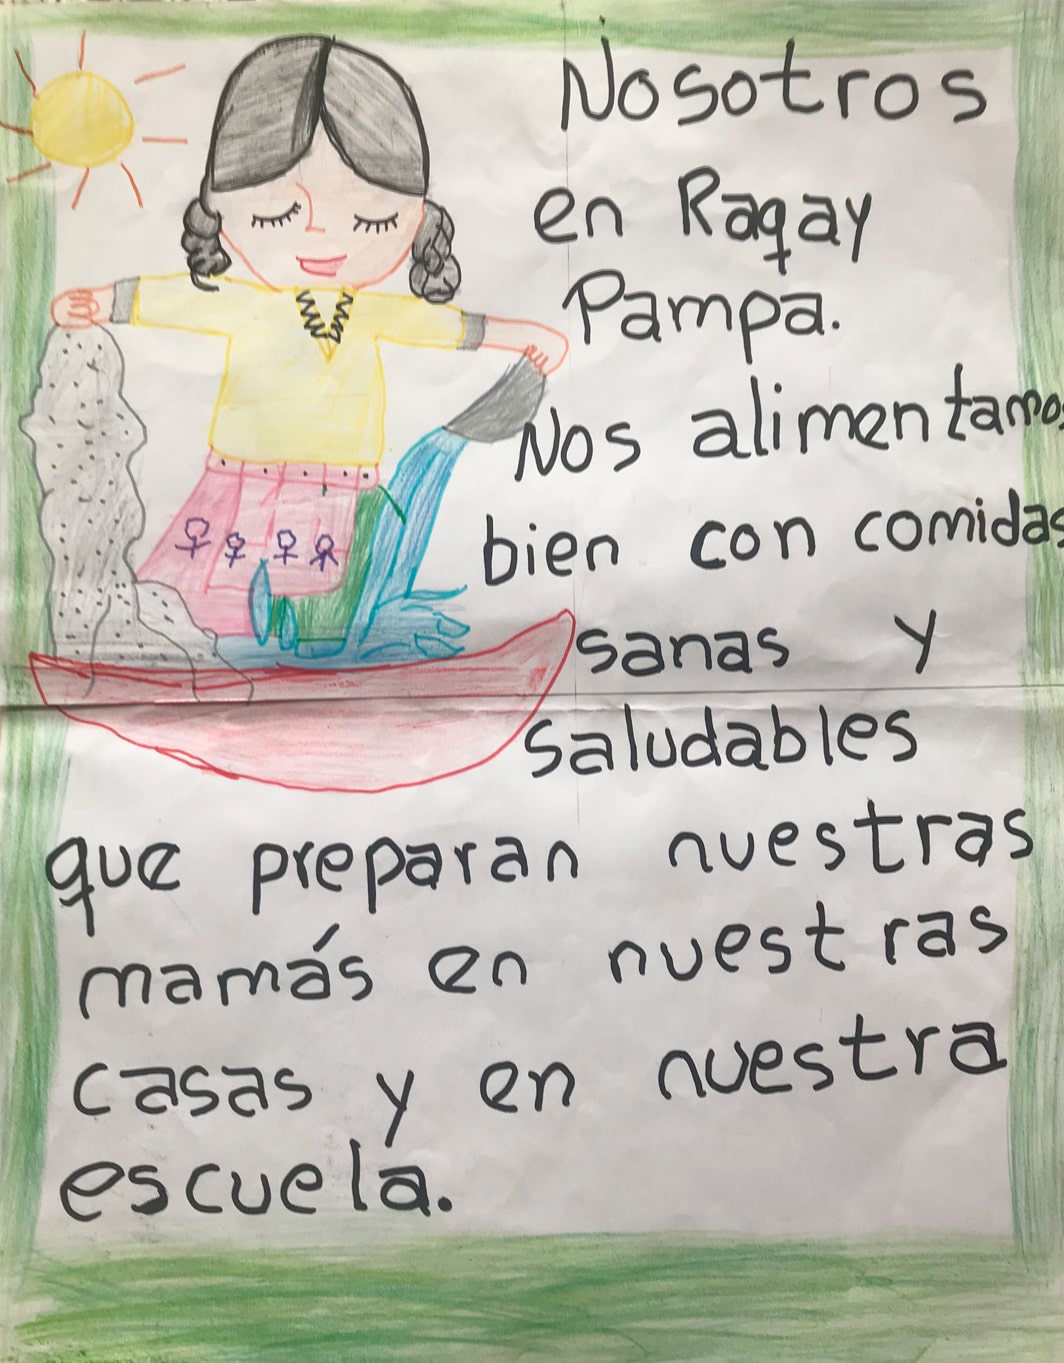 Nosotros
en Raqay
Pampa.
Nos alimentamos
bien con comidas
sanas y
saludables
que preparan nuestras
mamás en nuestras
casas y en nuestra
escuela.